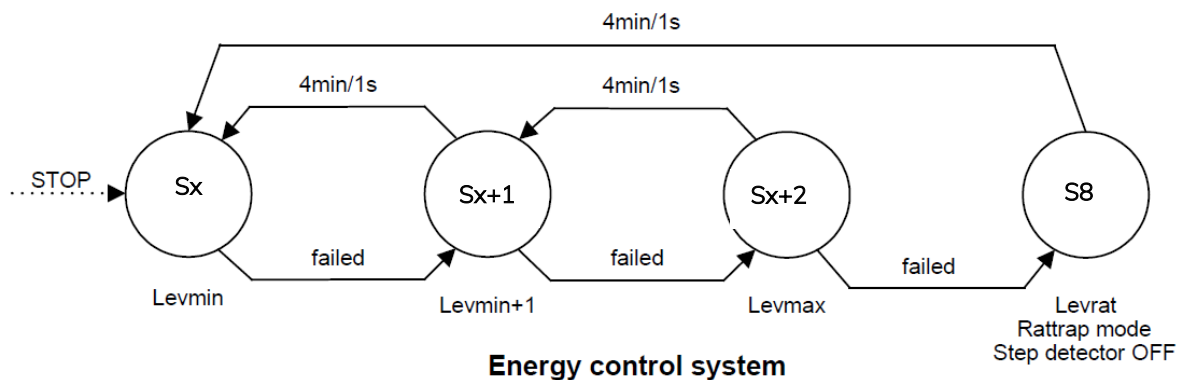 4min/1s
4min/1s
4min/1s
STOP
Sx
Sx+1
Sx+2
S8
failed
failed
failed
Levmin
Levmin+1
Levmax
Levrat
Rattrap mode
Step detector OFF
Energy control system